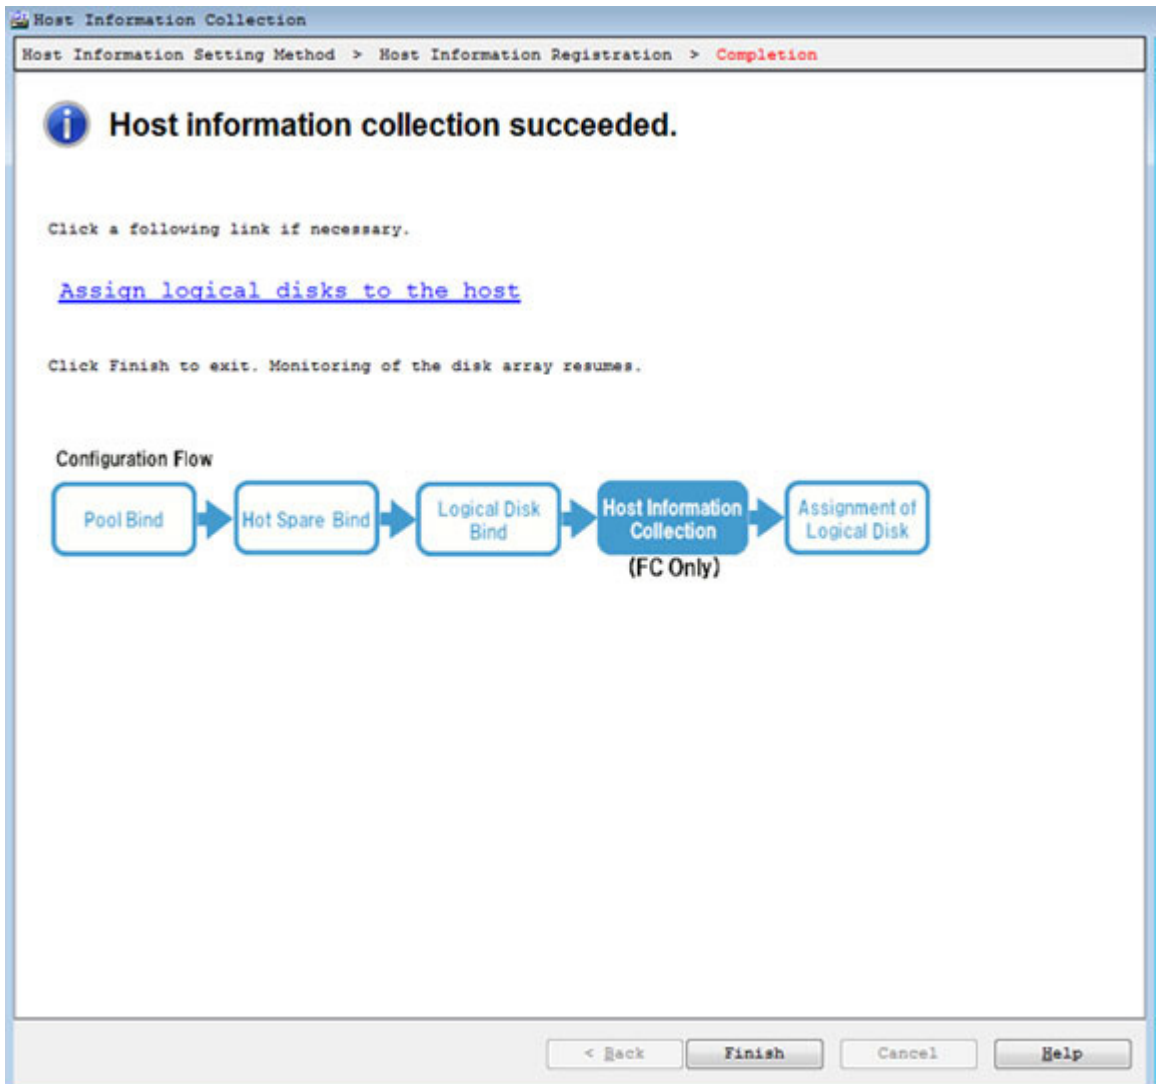 Host Information Collection
Host Information Setting Method > Host Information Registration > Completion
Host information collection succeeded.
Click a following link if necessary.
Assign logical disks to the host
Click Finish to exit. Monitoring of the disk array resumes.
Configuration Flow
Pool Bind
Hot Spare Bind
Logical Disk
Bind
Host Information
Collection
(FC Only)
Assignment of
Logical Disk
< Back
Finish
Cancel
Help